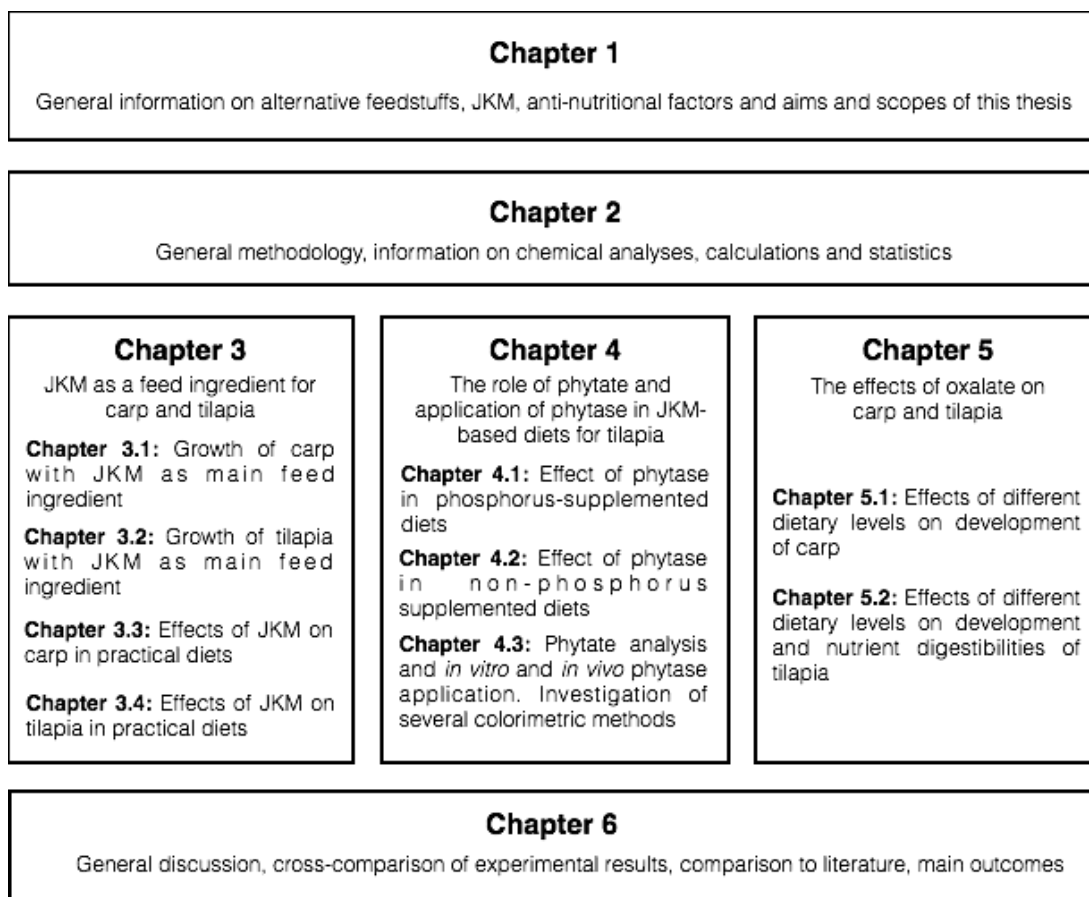 Chapter 1
General information on alternative feedstuffs, JKM, anti-nutritional factors and aims and scopes of this thesis
Chapter 2
General methodology, information on chemical analyses, calculations and statistics
Chapter 3
JKM as a feed ingredient for
carp and tilapia
Chapter 3.1: Growth of carp
with JKM as main feed
ingredient
Chapter 3.2: Growth of tilapia
with JKM as main feed
ingredient
Chapter 3.3: Effects of JKM on
carp in practical diets
Chapter 3.4: Effects of JKM on
tilapia in practical diets
Chapter 4
The role of phytate and
application of phytase in JKM-
based diets for tilapia
Chapter 4.1: Effect of phytase
in phosphorus-supplemented
diets
Chapter 4.2: Effect of phytase
in non-phosphorus
supplemented diets
Chapter 4.3: Phytate analysis
and in vitro and in vivo phytase
application. Investigation of
several colorimetric methods
Chapter 5
The effects of oxalate on
carp and tilapia
Chapter 5.1: Effects of different
dietary levels on development
of carp
Chapter 5.2: Effects of different
dietary levels on development
and nutrient digestibilities of
tilapia
Chapter 6
General discussion, cross-comparison of experimental results, comparison to literature, main outcomes